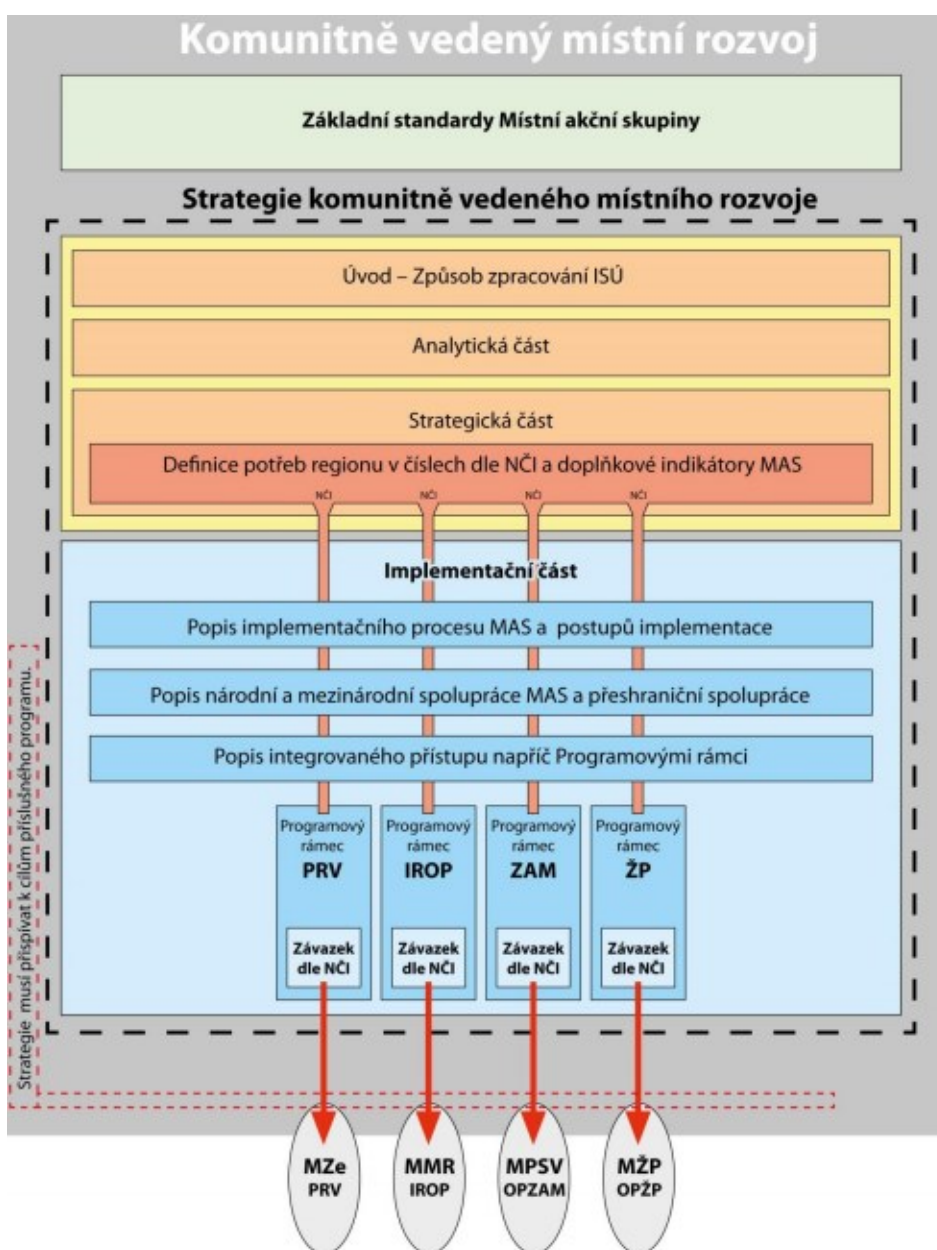 Komunitně vedený místní rozvoj
Základní standardy Místní akční skupiny
Strategie komunitně vedeného místního rozvoje
Úvod – Způsob zpracování ISÚ
Analytická část
Strategická část
Definice potřeb regionu v číslech dle NČI a doplňkové indikátory MAS
NČI NČI NČI NČI
Implementační část
Popis implementačního procesu MAS a postupů implementace
Popis národní a mezinárodní spolupráce MAS a přeshraniční spolupráce
Popis integrovaného přístupu napříč Programovými rámci
Programový
rámec
PRV
Závazek
dle NČI
Programový
rámec
IROP
Závazek
dle NČI
Programový
rámec
ZAM
Závazek
dle NČI
Programový
rámec
ŽP
Závazek
dle NČI
Strategie musí přispívat k cílům příslušného programu.
MZe
PRV
MMR
IROP
MPSV
OPZAM
MŽP
OPŽP